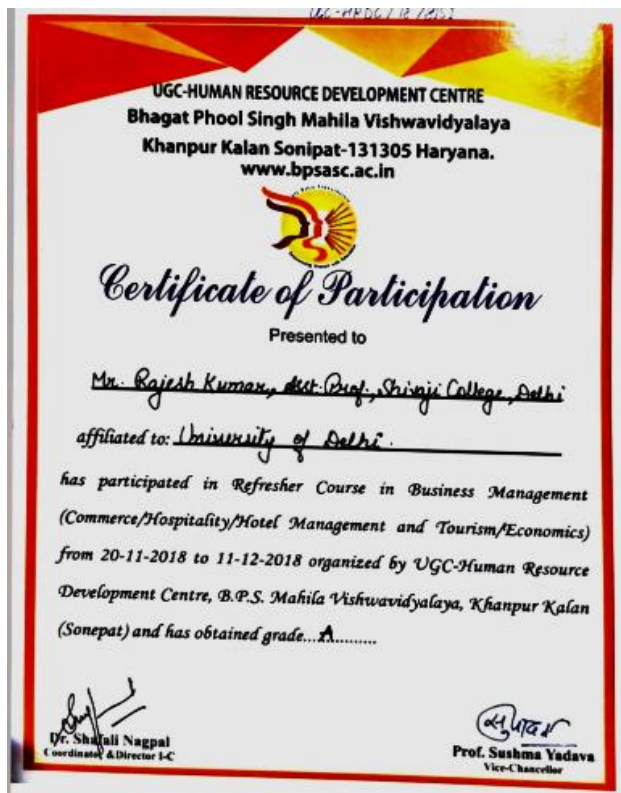 UGC-HUMAN RESOURCE DEVELOPMENT CENTRE
Bhagat Phool Singh Mahila Vishwavidyalaya
Khanpur Kalan Sonipat-131305 Haryana.
www.bpsasc.ac.in
Certificate of Participation
Presented to
Mr. Rajesh Kumar, Asst. Prof., Shivaji College, Delhi
affiliated to: University of Delhi.
has participated in Refresher Course in Business Management
(Commerce/Hospitality/Hotel Management and Tourism/Economics)
from 20-11-2018 to 11-12-2018 organized by UGC-Human Resource
Development Centre, B.P.S. Mahila Vishwavidyalaya, Khanpur Kalan
(Sonepat) and has obtained grade...A.........
Dr. Shafali Nagpal
Coordinator & Director I-C
Prof. Sushma Yadava
Vice-Chancellor